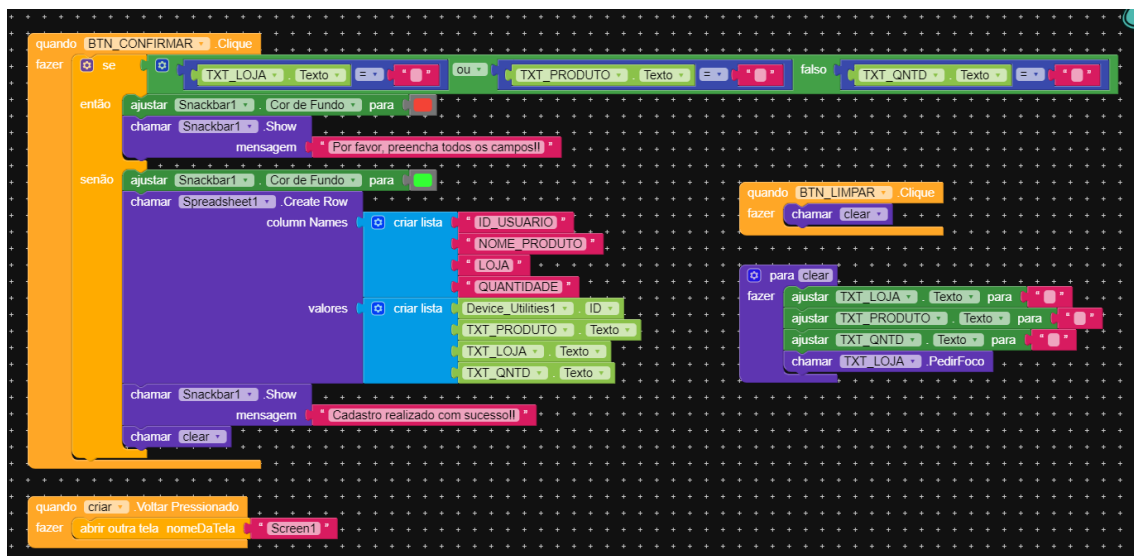 quando BTN_CONFIRMAR .Clique
fazer se TXT_LOJA . Texto = " " ou TXT_PRODUTO . Texto = " " falso TXT_QNTD . Texto = " "
então ajustar Snackbar1 . Cor de Fundo para
chamar Snackbar1 .Show
mensagem " Por favor, preencha todos os campos!! "
senão ajustar Snackbar1 . Cor de Fundo para
chamar Spreadsheet1 .Create Row
column Names criar lista " ID_USUARIO "
" NOME_PRODUTO "
" LOJA "
" QUANTIDADE "
valores criar lista Device_Utilities1 . ID
TXT_PRODUTO . Texto
TXT_LOJA . Texto
TXT_QNTD . Texto
chamar Snackbar1 .Show
mensagem " Cadastro realizado com sucesso!! "
chamar clear
quando criar .Voltar Pressionado
fazer abrir outra tela nomeDaTela " Screen1 "
quando BTN_LIMPAR .Clique
fazer chamar clear
para clear
fazer ajustar TXT_LOJA . Texto para " "
ajustar TXT_PRODUTO . Texto para " "
ajustar TXT_QNTD . Texto para " "
chamar TXT_LOJA .PedirFoco